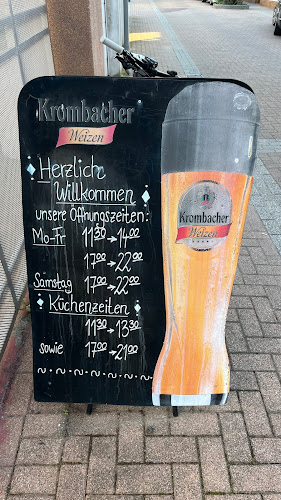 Krombacher
Weizen
Herzlich
Willkommen
unsere Öffnungszeiten:
Mo-Fr 11³⁰→14⁰⁰
17⁰⁰→22⁰⁰
Samstag 17⁰⁰→22⁰⁰
Küchenzeiten
11³⁰→13³⁰
sowie 17⁰⁰→21⁰⁰
Krombacher
Weizen